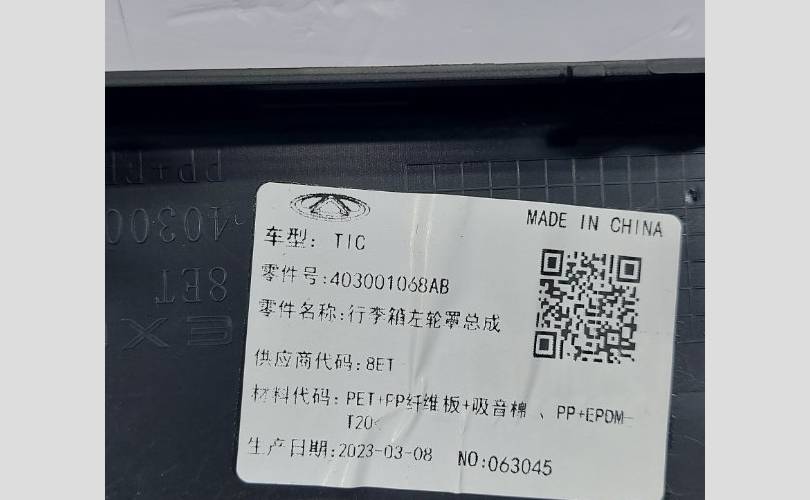 MADE IN CHINA
车型: TIC
零件号:403001068AB
零件名称:行李箱左轮罩总成
供应商代码:8ET
材料代码: PET+PP纤维板+吸音棉 、PP+EPDM-
T20<
生产日期:2023-03-08 NO:063045
8ET